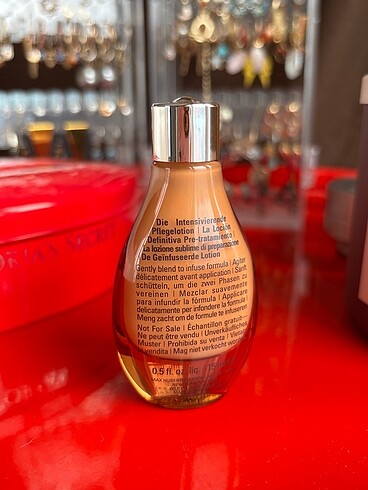 Die Intensivierende
Pflegelotion | La Loción
Definitiva Pre-tratamiento
La lozione sublime di preparazione
De Geïnfuseerde Lotion
Gently blend to infuse formula | Agiter
délicatement avant application | Sanft
schütteln, um die zwei Phasen zu
vereinen | Mezclar suavemente
para infundir la fórmula | Applicare
delicatamente per infondere la formula |
Meng zacht om de formule te infuseren
Not For Sale | Échantillon gratuit
Ne peut être vendu | Unverkäufliches
Muster | Prohibida su venta |
di vendita | Mag niet verkocht
0.5 fl. oz. liq.
MAX HUBER